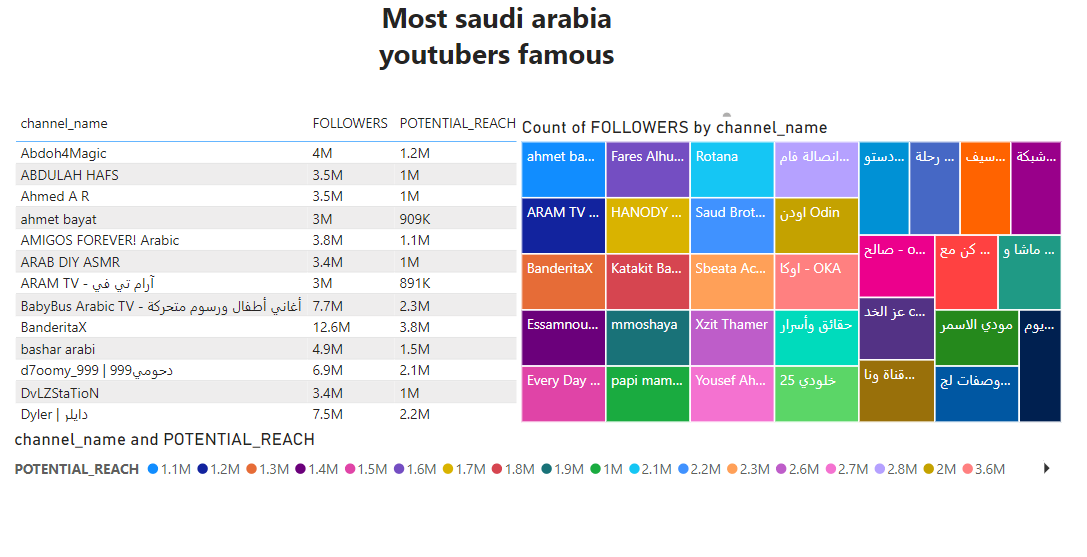 Most saudi arabia
youtubers famous
channel_name FOLLOWERS POTENTIAL_REACH
Abdoh4Magic 4M 1.2M
ABDULAH HAFS 3.5M 1M
Ahmed A R 3.5M 1M
ahmet bayat 3M 909K
AMIGOS FOREVER! Arabic 3.8M 1.1M
ARAB DIY ASMR 3.4M 1M
ARAM TV - آرام تي في 3M 891K
BabyBus Arabic TV - أغاني أطفال ورسوم متحركة 7.7M 2.3M
BanderitaX 12.6M 3.8M
bashar arabi 4.9M 1.5M
d7oomy_999 | دحومي999 6.9M 2.1M
DvLZStaTioN 3.4M 1M
Dyler | دايلر 7.5M 2.2M
Count of FOLLOWERS by channel_name
ahmet ba...
Fares Alhu...
Rotana
انصالة فام...
دستو...
رحلة ...
سيف...
شبكة...
ARAM TV ...
HANODY ...
Saud Brot...
اودن Odin
BanderitaX
Katakit Ba...
Sbeata Ac...
اوكا - OKA
صالح - o...
كن مع ...
ماشا و ...
Essamnou...
mmoshaya
Xzit Thamer
حقائق وأسرار
عز الخد c...
مودي الاسمر
يوم...
Every Day ...
papi mam...
Yousef Ah...
خلودي 25
قناة ونا...
وصفات لج...
channel_name and POTENTIAL_REACH
POTENTIAL_REACH 1.1M 1.2M 1.3M 1.4M 1.5M 1.6M 1.7M 1.8M 1.9M 1M 2.1M 2.2M 2.3M 2.6M 2.7M 2.8M 2M 3.6M